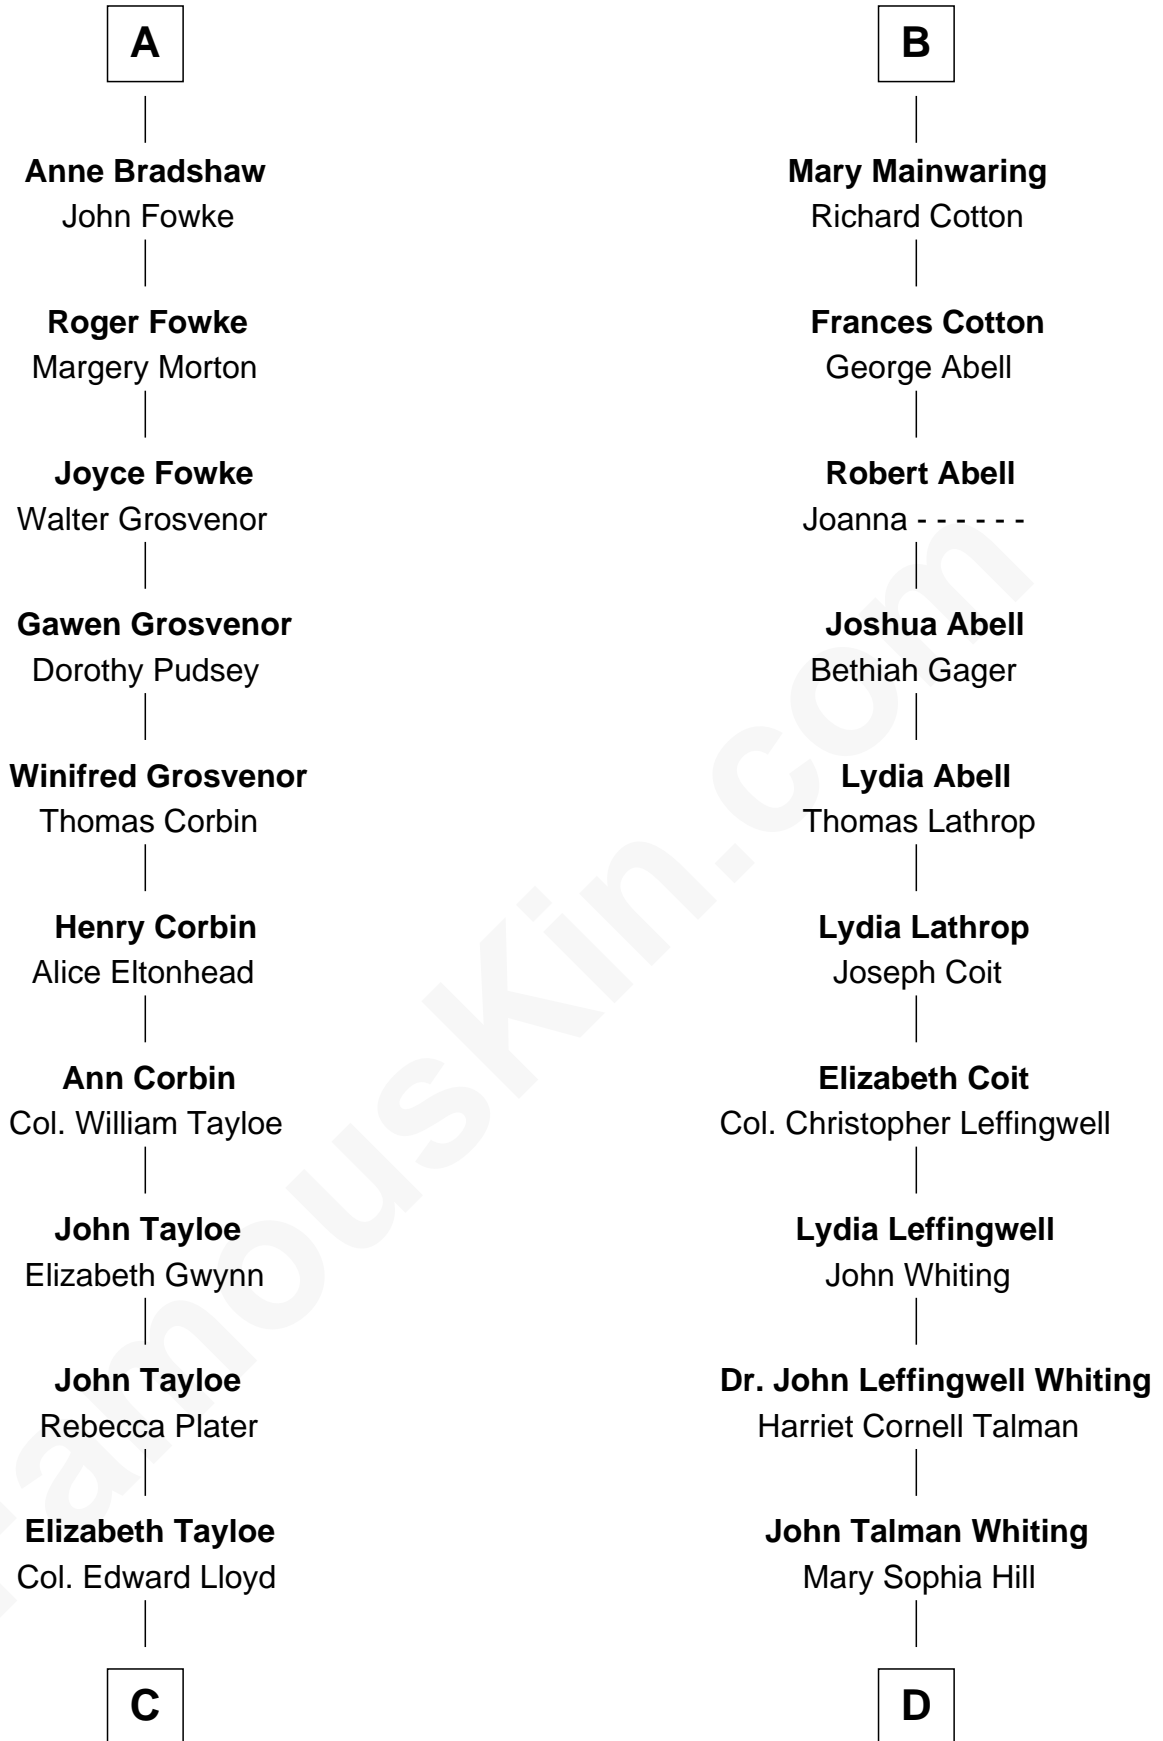 A
Anne Bradshaw
John Fowke
Roger Fowke
Margery Morton
Joyce Fowke
Walter Grosvenor
Gawen Grosvenor
Dorothy Pudsey
Winifred Grosvenor
Thomas Corbin
Henry Corbin
Alice Eltonhead
Ann Corbin
Col. William Tayloe
John Tayloe
Elizabeth Gwynn
John Tayloe
Rebecca Plater
Elizabeth Tayloe
Col. Edward Lloyd
C
B
Mary Mainwaring
Richard Cotton
Frances Cotton
George Abell
Robert Abell
Joanna - - - - - -
Joshua Abell
Bethiah Gager
Lydia Abell
Thomas Lathrop
Lydia Lathrop
Joseph Coit
Elizabeth Coit
Col. Christopher Leffingwell
Lydia Leffingwell
John Whiting
Dr. John Leffingwell Whiting
Harriet Cornell Talman
John Talman Whiting
Mary Sophia Hill
D
FamousKin.com